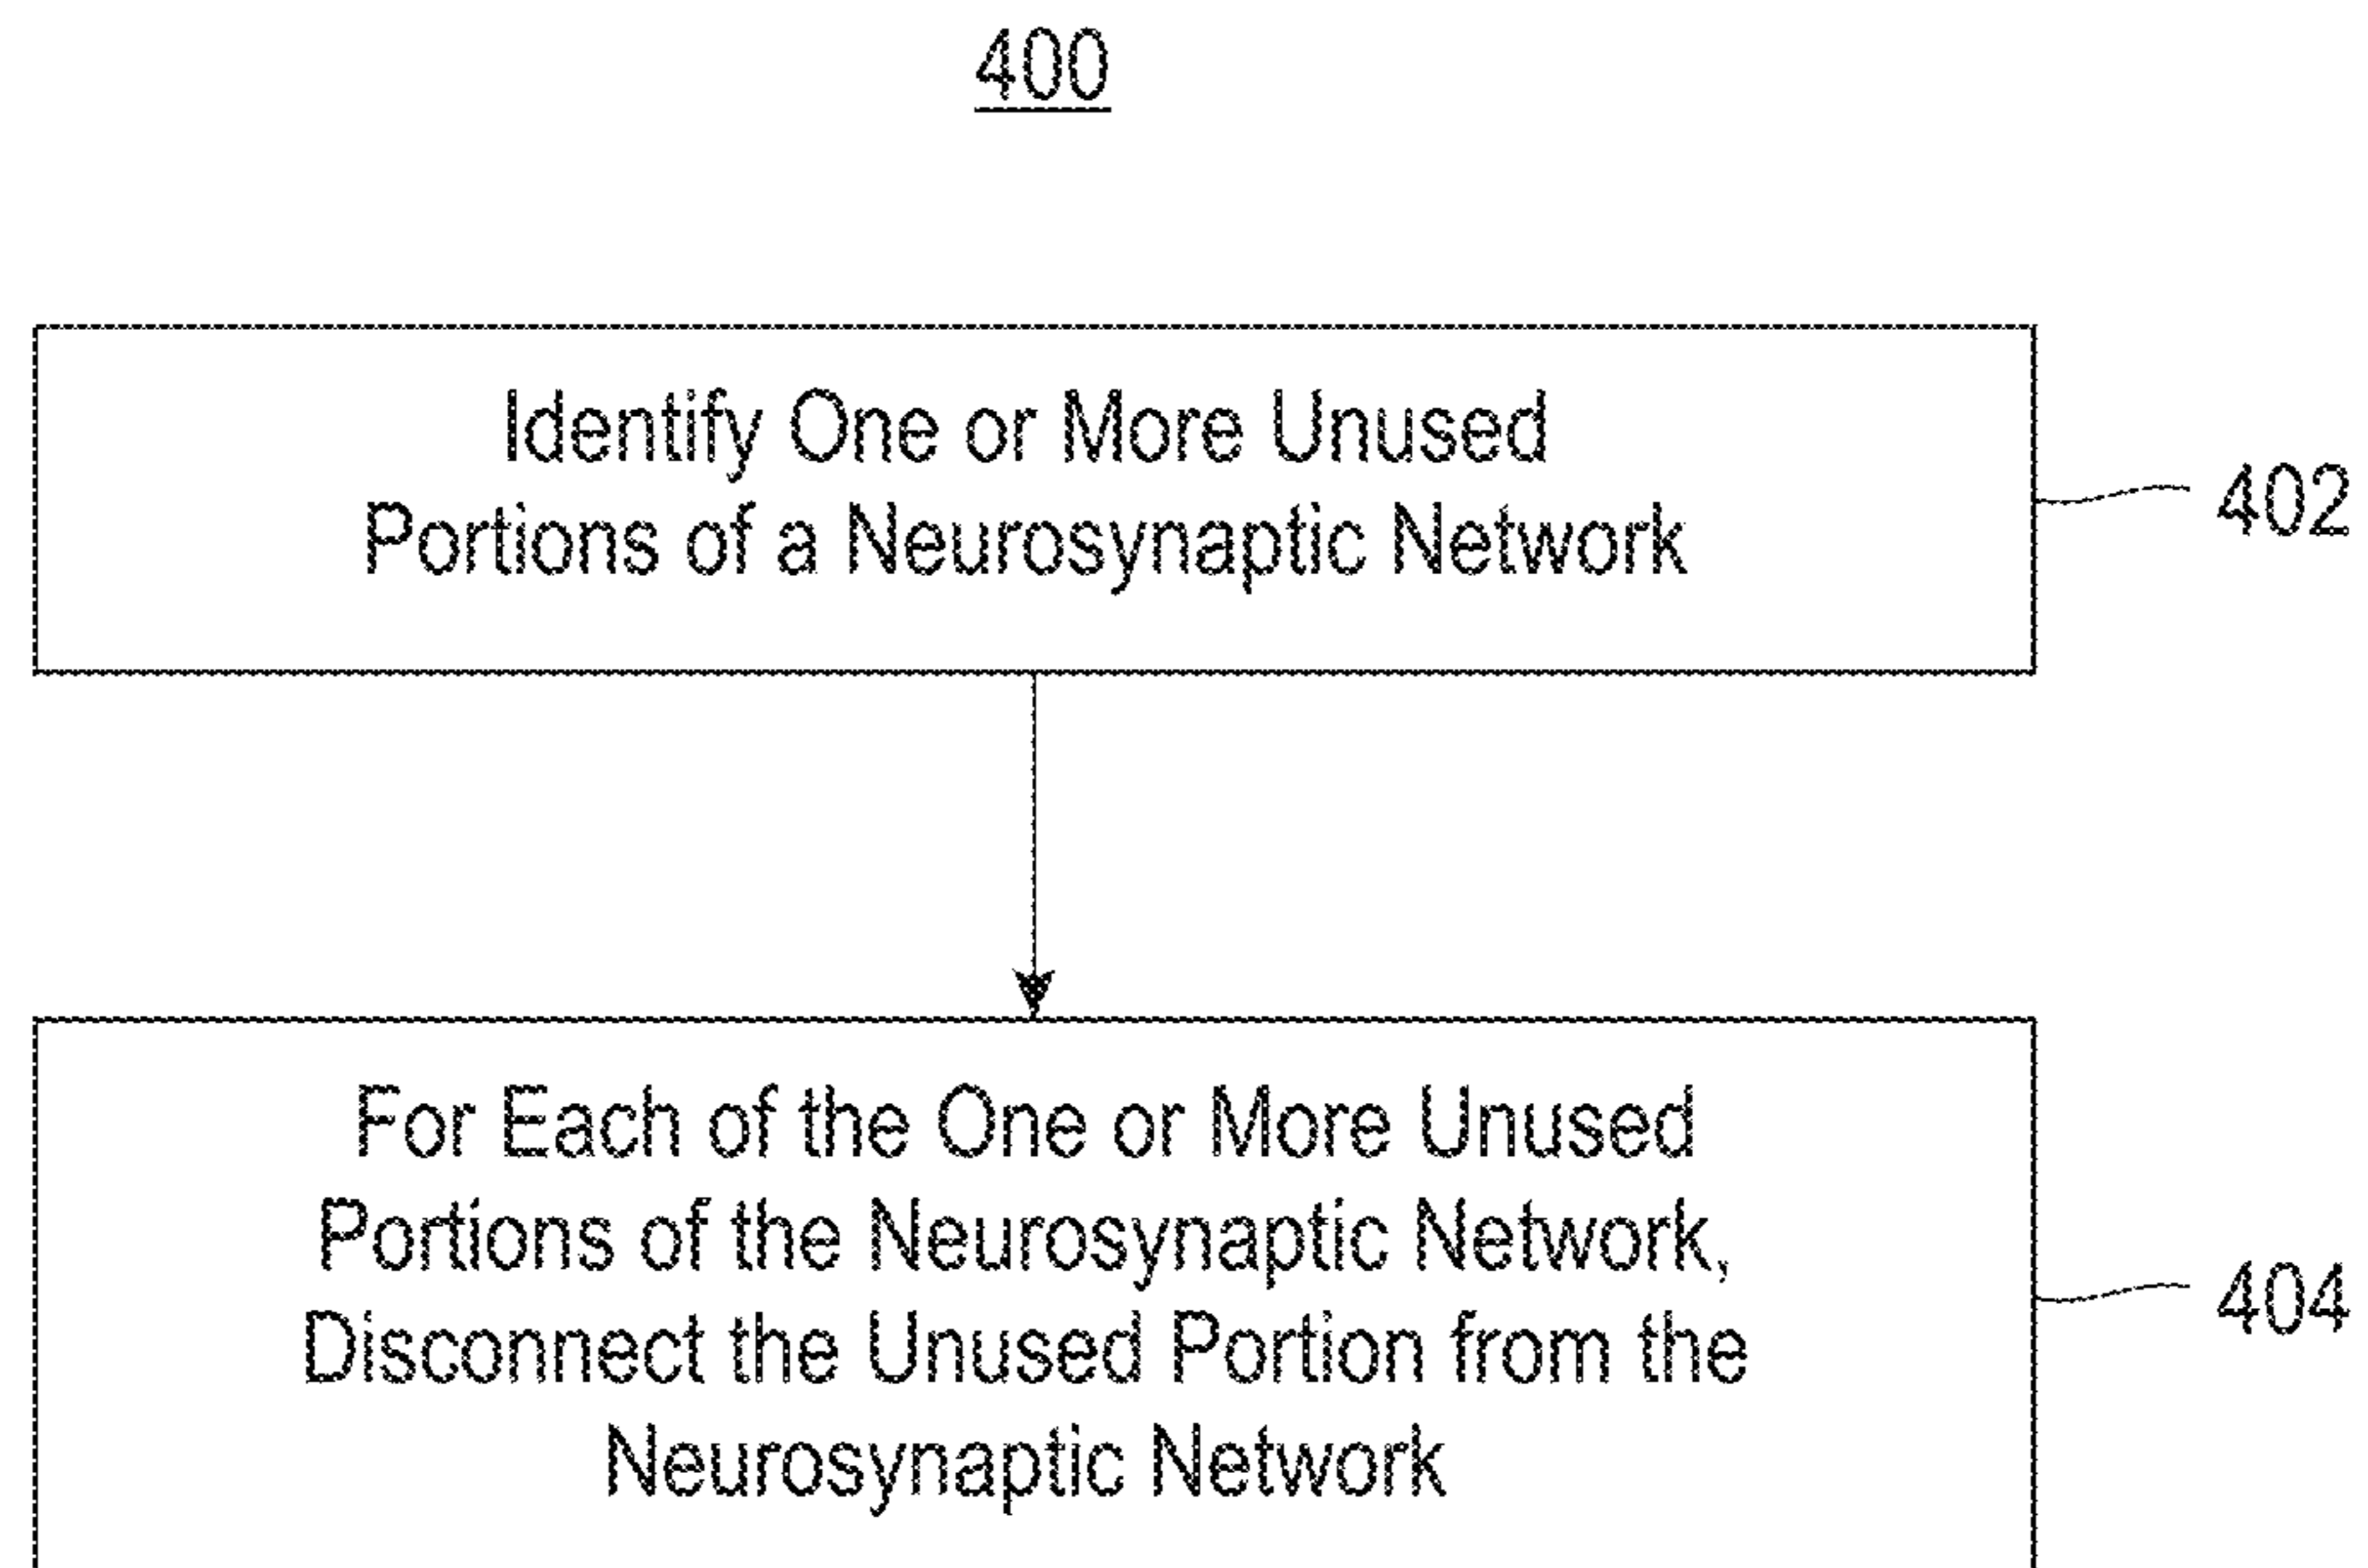 400
Identify One or More Unused
Portions of a Neurosynaptic Network
402
For Each of the One or More Unused
Portions of the Neurosynaptic Network,
Disconnect the Unused Portion from the
Neurosynaptic Network
404